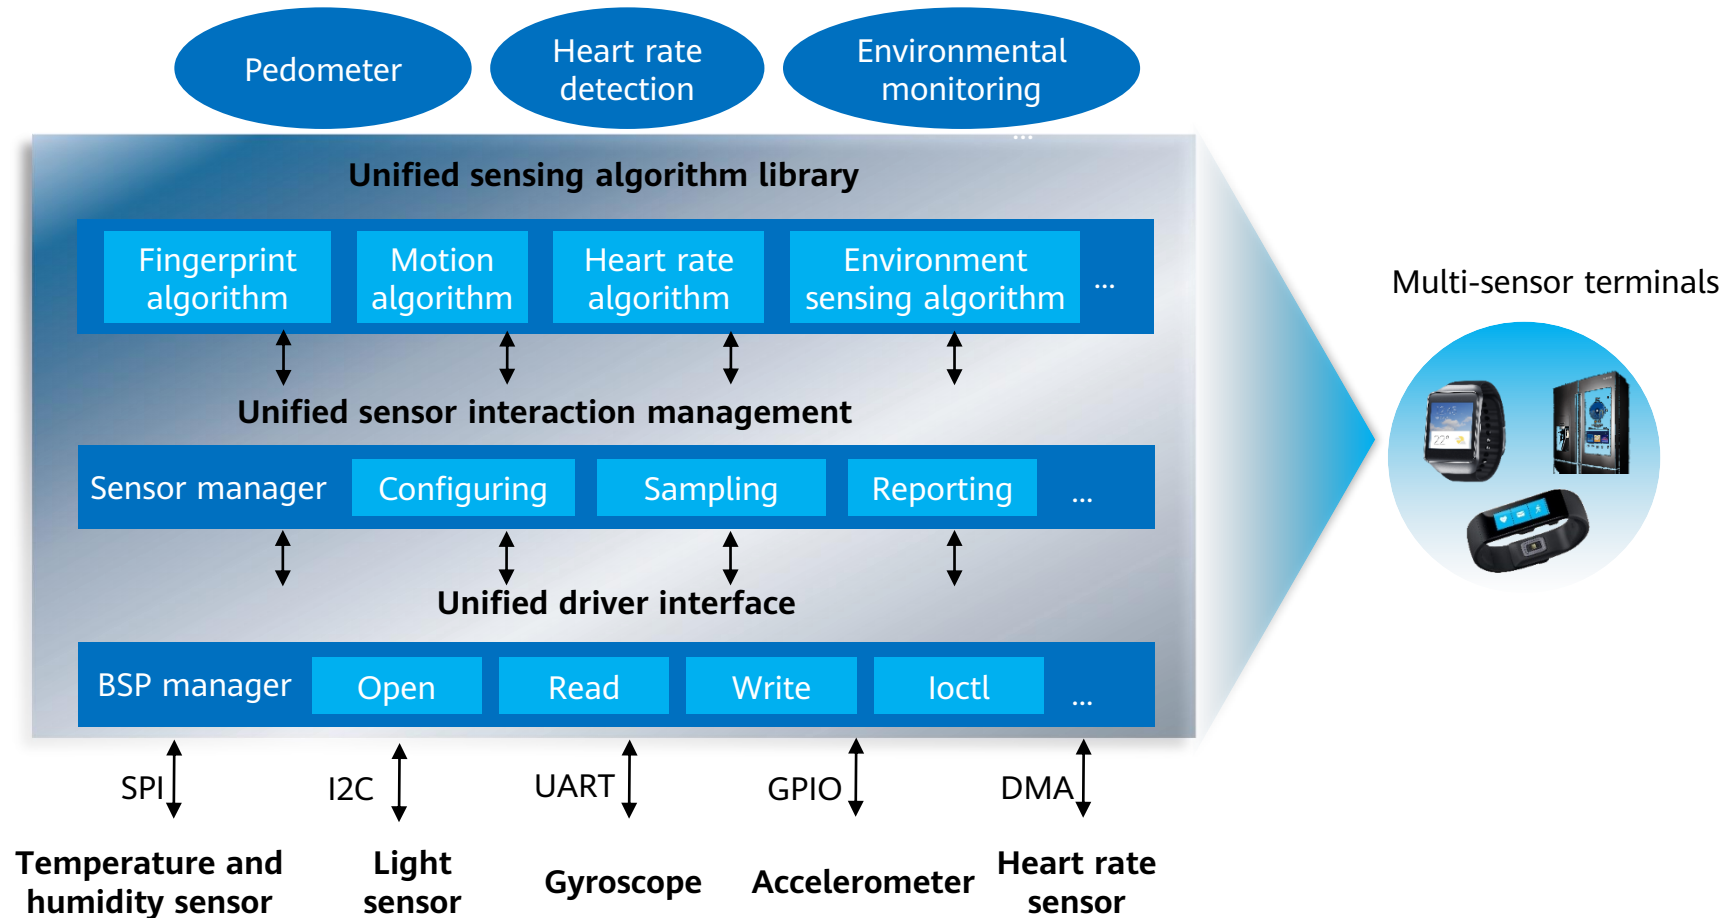 Pedometer
Heart rate
detection
Environmental
monitoring
...
Unified sensing algorithm library
Fingerprint
algorithm
Motion
algorithm
Heart rate
algorithm
Environment
sensing algorithm
...
Unified sensor interaction management
Sensor manager
Configuring
Sampling
Reporting
...
Unified driver interface
BSP manager
Open
Read
Write
Ioctl
...
SPI
I2C
UART
GPIO
DMA
Temperature and
humidity sensor
Light
sensor
Gyroscope
Accelerometer
Heart rate
sensor
Multi-sensor terminals
22°